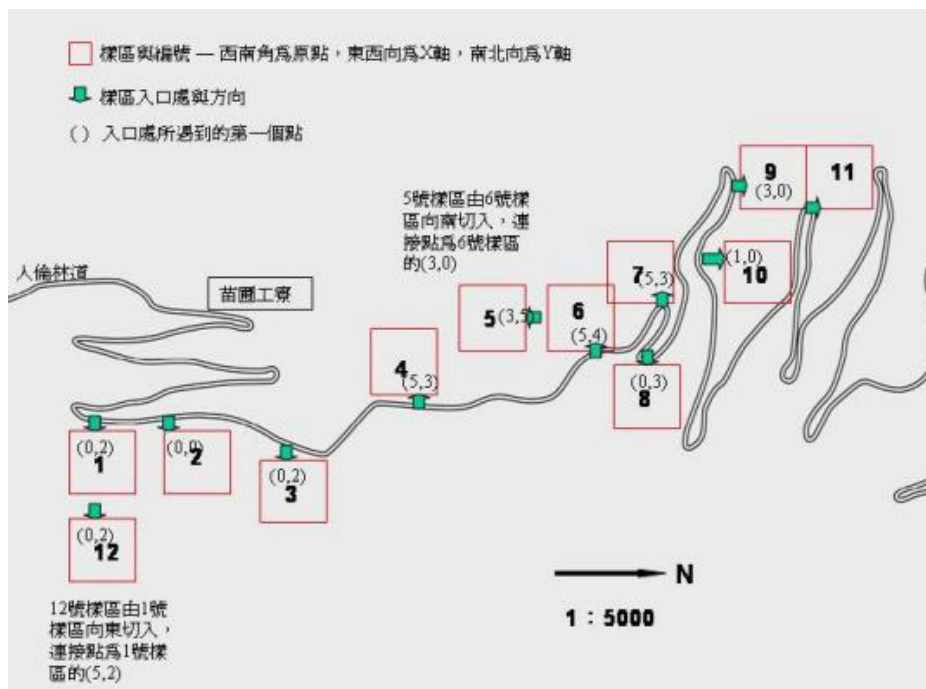 樣區與編號 — 西南角為原點，東西向為X軸，南北向為Y軸
樣區入口處與方向
( ) 入口處所遇到的第一個點
5號樣區由6號樣
區向南切入，連
接點為6號樣區
的(3,0)
人倫林道
苗圃工寮
9
(3,0)
11
7
(5,3)
(1,0)
10
5
(3,5
6
(5,4)
4
(5,3)
(0,3)
8
(0,2)
1
(0,0)
2
(0,2)
3
(0,2)
12
N
1：5000
12號樣區由1號
樣區向東切入，
連接點為1號樣
區的(5,2)